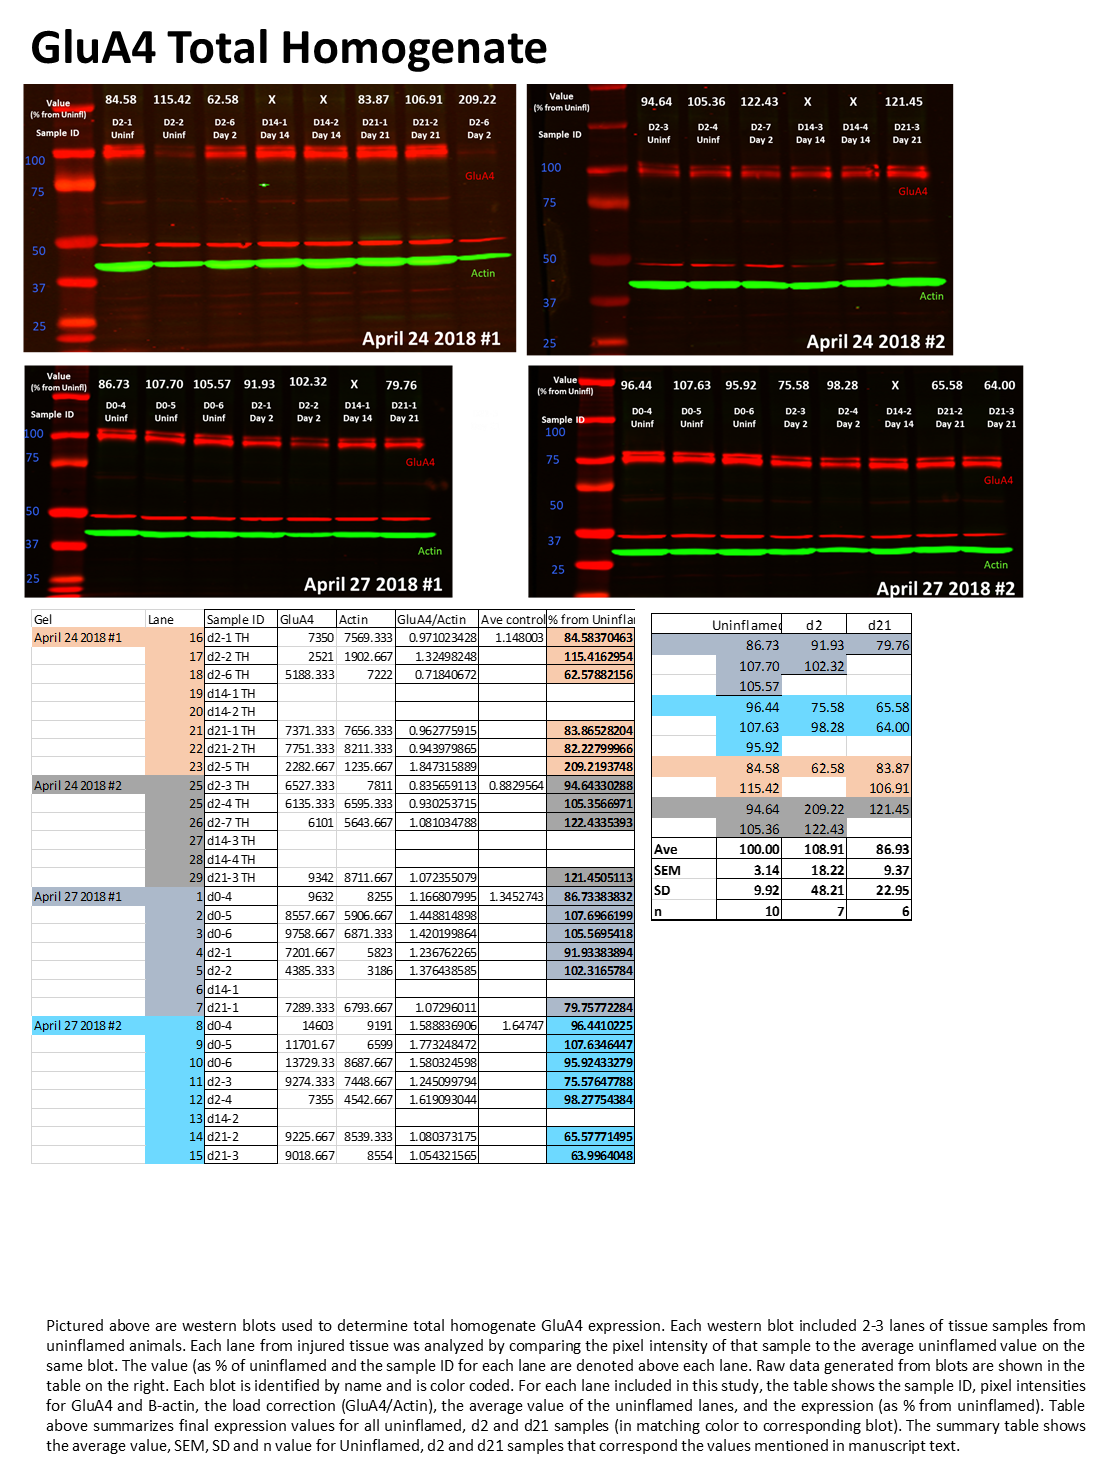 GluA4 Total Homogenate
Value
(% from Uninfl)
84.58 115.42 62.58 X X 83.87 106.91 209.22
Sample ID
D2-1 D2-2 D2-6 D14-1 D14-2 D21-1 D21-2 D2-6
Uninf Uninf Day 2 Day 14 Day 14 Day 21 Day 21 Day 2
100
GluA4
75
50
Actin
37
25
April 24 2018 #1
Value
(% from Uninfl)
94.64 105.36 122.43 X X 121.45
Sample ID
D2-3 D2-4 D2-7 D14-3 D14-4 D21-3
Uninf Uninf Day 2 Day 14 Day 14 Day 21
100
GluA4
75
50
Actin
37
25
April 24 2018 #2
Value
(% from Uninfl)
86.73 107.70 105.57 91.93 102.32 X 79.76
Sample ID
D0-4 D0-5 D0-6 D2-1 D2-2 D14-1 D21-1
Uninf Uninf Uninf Day 2 Day 2 Day 14 Day 21
100
75
GluA4
50
37
Actin
25
April 27 2018 #1
Value
(% from Uninfl)
96.44 107.63 95.92 75.58 98.28 X 65.58 64.00
Sample ID
D0-4 D0-5 D0-6 D2-3 D2-4 D14-2 D21-2 D21-3
Uninf Uninf Uninf Day 2 Day 2 Day 14 Day 21 Day 21
100
75
GluA4
50
37
Actin
25
April 27 2018 #2
Gel Lane Sample ID GluA4 Actin GluA4/Actin Ave control % from Uninfla
April 24 2018 #1 16 d2-1 TH 7350 7569.333 0.971023428 1.148003 84.58370463
17 d2-2 TH 2521 1902.667 1.32498248 115.4162954
18 d2-6 TH 5188.333 7222 0.71840672 62.57882156
19 d14-1 TH
20 d14-2 TH
21 d21-1 TH 7371.333 7656.333 0.962775915 83.86528204
22 d21-2 TH 7751.333 8211.333 0.943979865 82.22799966
23 d2-5 TH 2282.667 1235.667 1.847315889 209.2193748
April 24 2018 #2 25 d2-3 TH 6527.333 7811 0.835659113 0.8829564 94.64330288
25 d2-4 TH 6135.333 6595.333 0.930253715 105.3566971
26 d2-7 TH 6101 5643.667 1.081034788 122.4335393
27 d14-3 TH
28 d14-4 TH
29 d21-3 TH 9342 8711.667 1.072355079 121.4505113
April 27 2018 #1 1 d0-4 9632 8255 1.166807995 1.3452743 86.73383832
2 d0-5 8557.667 5906.667 1.448814898 107.6966199
3 d0-6 9758.667 6871.333 1.420199864 105.5695418
4 d2-1 7201.667 5823 1.236762265 91.93383894
5 d2-2 4385.333 3186 1.376438585 102.3165784
6 d14-1
7 d21-1 7289.333 6793.667 1.07296011 79.75772284
April 27 2018 #2 8 d0-4 14603 9191 1.588836906 1.64747 96.4410225
9 d0-5 11701.67 6599 1.773248472 107.6346447
10 d0-6 13729.33 8687.667 1.580324598 95.92433279
11 d2-3 9274.333 7448.667 1.245099794 75.57647788
12 d2-4 7355 4542.667 1.619093044 98.27754384
13 d14-2
14 d21-2 9225.667 8539.333 1.080373175 65.57771495
15 d21-3 9018.667 8554 1.054321565 63.9964048
Uninflamed d2 d21
86.73 91.93 79.76
107.70 102.32
105.57
96.44 75.58 65.58
107.63 98.28 64.00
95.92
84.58 62.58 83.87
115.42 106.91
94.64 209.22 121.45
105.36 122.43
Ave 100.00 108.91 86.93
SEM 3.14 18.22 9.37
SD 9.92 48.21 22.95
n 10 7 6
Pictured above are western blots used to determine total homogenate GluA4 expression. Each western blot included 2-3 lanes of tissue samples from
uninflamed animals. Each lane from injured tissue was analyzed by comparing the pixel intensity of that sample to the average uninflamed value on the
same blot. The value (as % of uninflamed and the sample ID for each lane are denoted above each lane. Raw data generated from blots are shown in the
table on the right. Each blot is identified by name and is color coded. For each lane included in this study, the table shows the sample ID, pixel intensities
for GluA4 and B-actin, the load correction (GluA4/Actin), the average value of the uninflamed lanes, and the expression (as % from uninflamed). Table
above summarizes final expression values for all uninflamed, d2 and d21 samples (in matching color to corresponding blot). The summary table shows
the average value, SEM, SD and n value for Uninflamed, d2 and d21 samples that correspond the values mentioned in manuscript text.